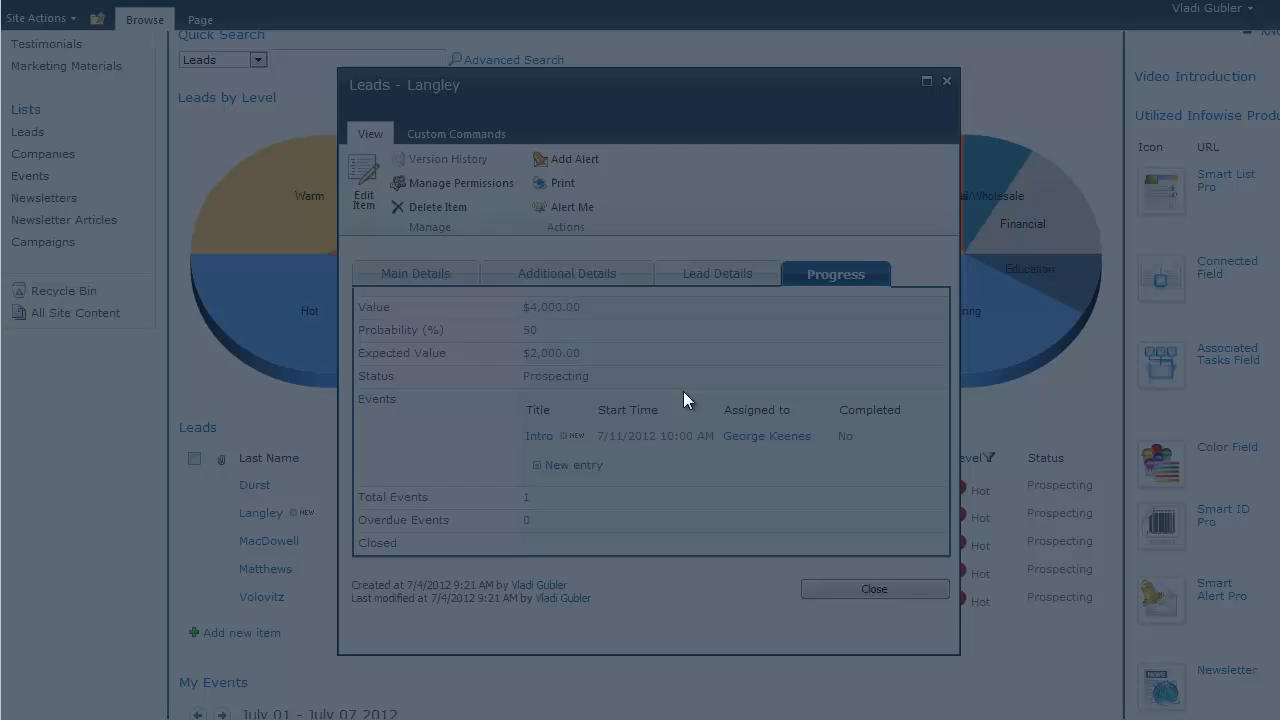 Site Actions
Browse
Page
Vladi Gubler
Testimonials
Marketing Materials
Lists
Leads
Companies
Events
Newsletters
Newsletter Articles
Campaigns
Recycle Bin
All Site Content
Quick Search
Leads
Advanced Search
Leads by Level
Warm
Hot
Leads - Langley
View
Custom Commands
Edit Item
Version History
Manage Permissions
Delete Item
Manage
Add Alert
Print
Alert Me
Actions
Main Details
Additional Details
Lead Details
Progress
Value $4,000.00
Probability (%) 50
Expected Value $2,000.00
Status Prospecting
Events
Title Start Time Assigned to Completed
Intro NEW 7/11/2012 10:00 AM George Keenes No
New entry
Total Events 1
Overdue Events 0
Closed
Created at 7/4/2012 9:21 AM by Vladi Gubler
Last modified at 7/4/2012 9:21 AM by Vladi Gubler
Close
Financial
Education
Leads
Last Name
Status
Durst Hot Prospecting
Langley NEW Hot Prospecting
MacDowell Hot Prospecting
Matthews Hot Prospecting
Volovitz Hot Prospecting
Add new item
My Events
July 01 - July 07 2012
Video Introduction
Utilized Infowise
Icon URL
Smart List Pro
Connected Field
Associated Tasks Field
Color Field
Smart ID Pro
Smart Alert Pro
Newsletter